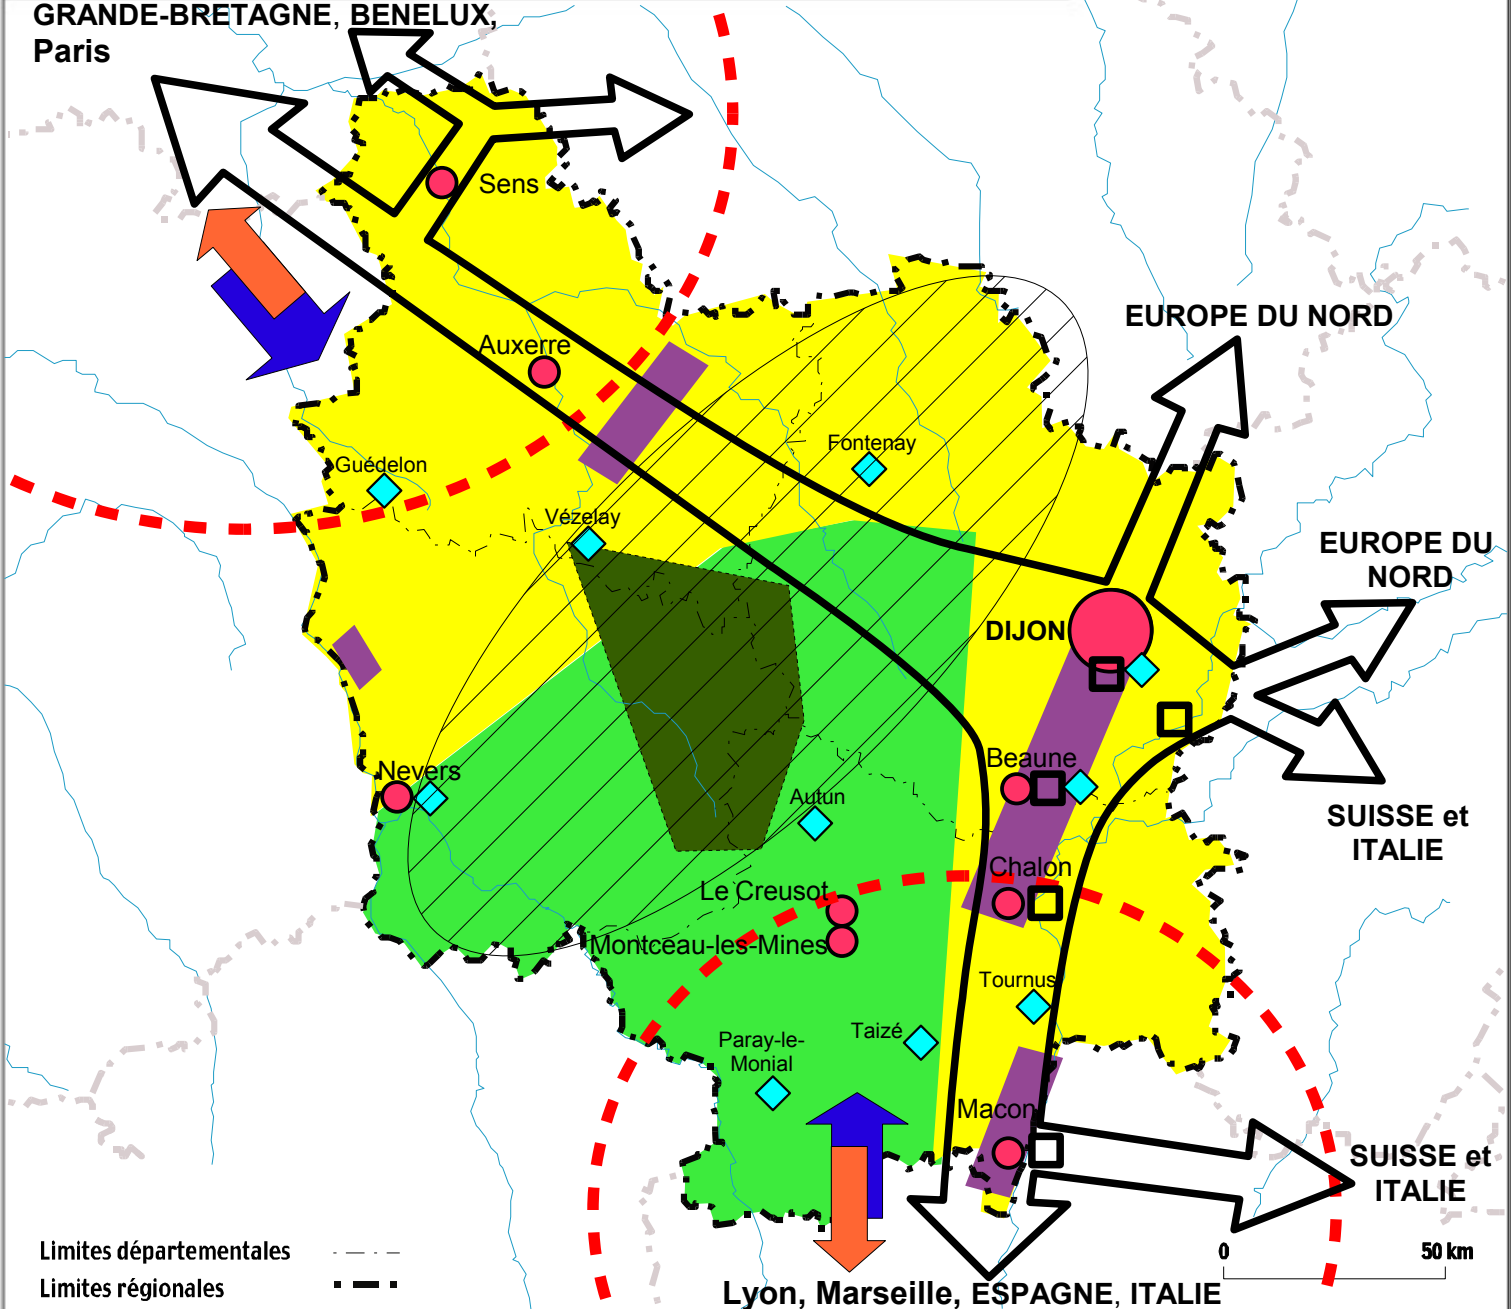 GRANDE-BRETAGNE, BENELUX,
Paris
Sens
EUROPE DU NORD
Auxerre
Fontenay
Guédelon
Vézelay
EUROPE DU
NORD
DIJON
Beaune
Nevers
Autun
SUISSE et
ITALIE
Chalon
Le Creusot
Montceau-les-Mines
Tournus
Taizé
Paray-le-
Monial
Macon
SUISSE et
ITALIE
Limites départementales
Limites régionales
0 50 km
Lyon, Marseille, ESPAGNE, ITALIE